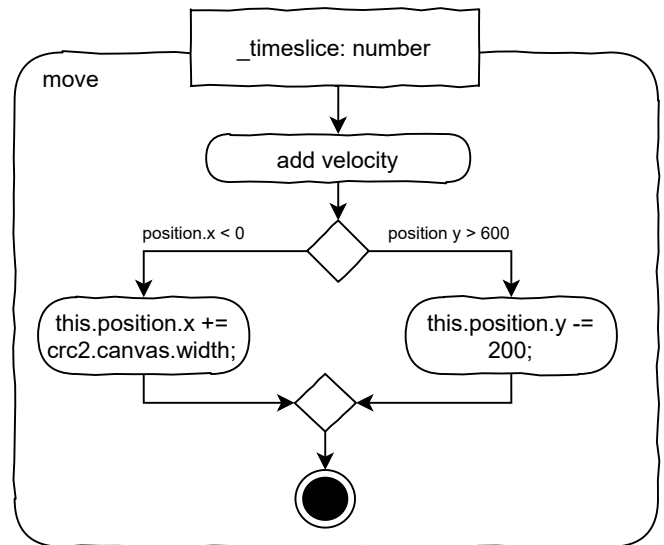 _timeslice: number
move
add velocity
position.x < 0
position y > 600
this.position.x +=
crc2.canvas.width;
this.position.y -=
200;